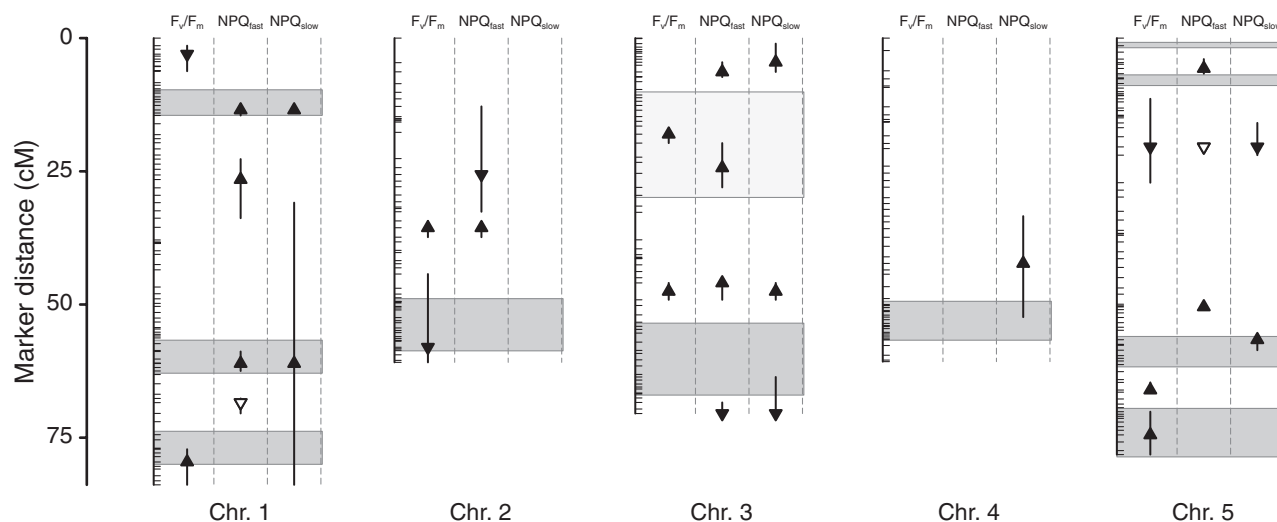 Fv/Fm NPQfast NPQslow Fv/Fm NPQfast NPQslow Fv/Fm NPQfast NPQslow Fv/Fm NPQfast NPQslow Fv/Fm NPQfast NPQslow
0
25
50
75
Marker distance (cM)
Chr. 1 Chr. 2 Chr. 3 Chr. 4 Chr. 5